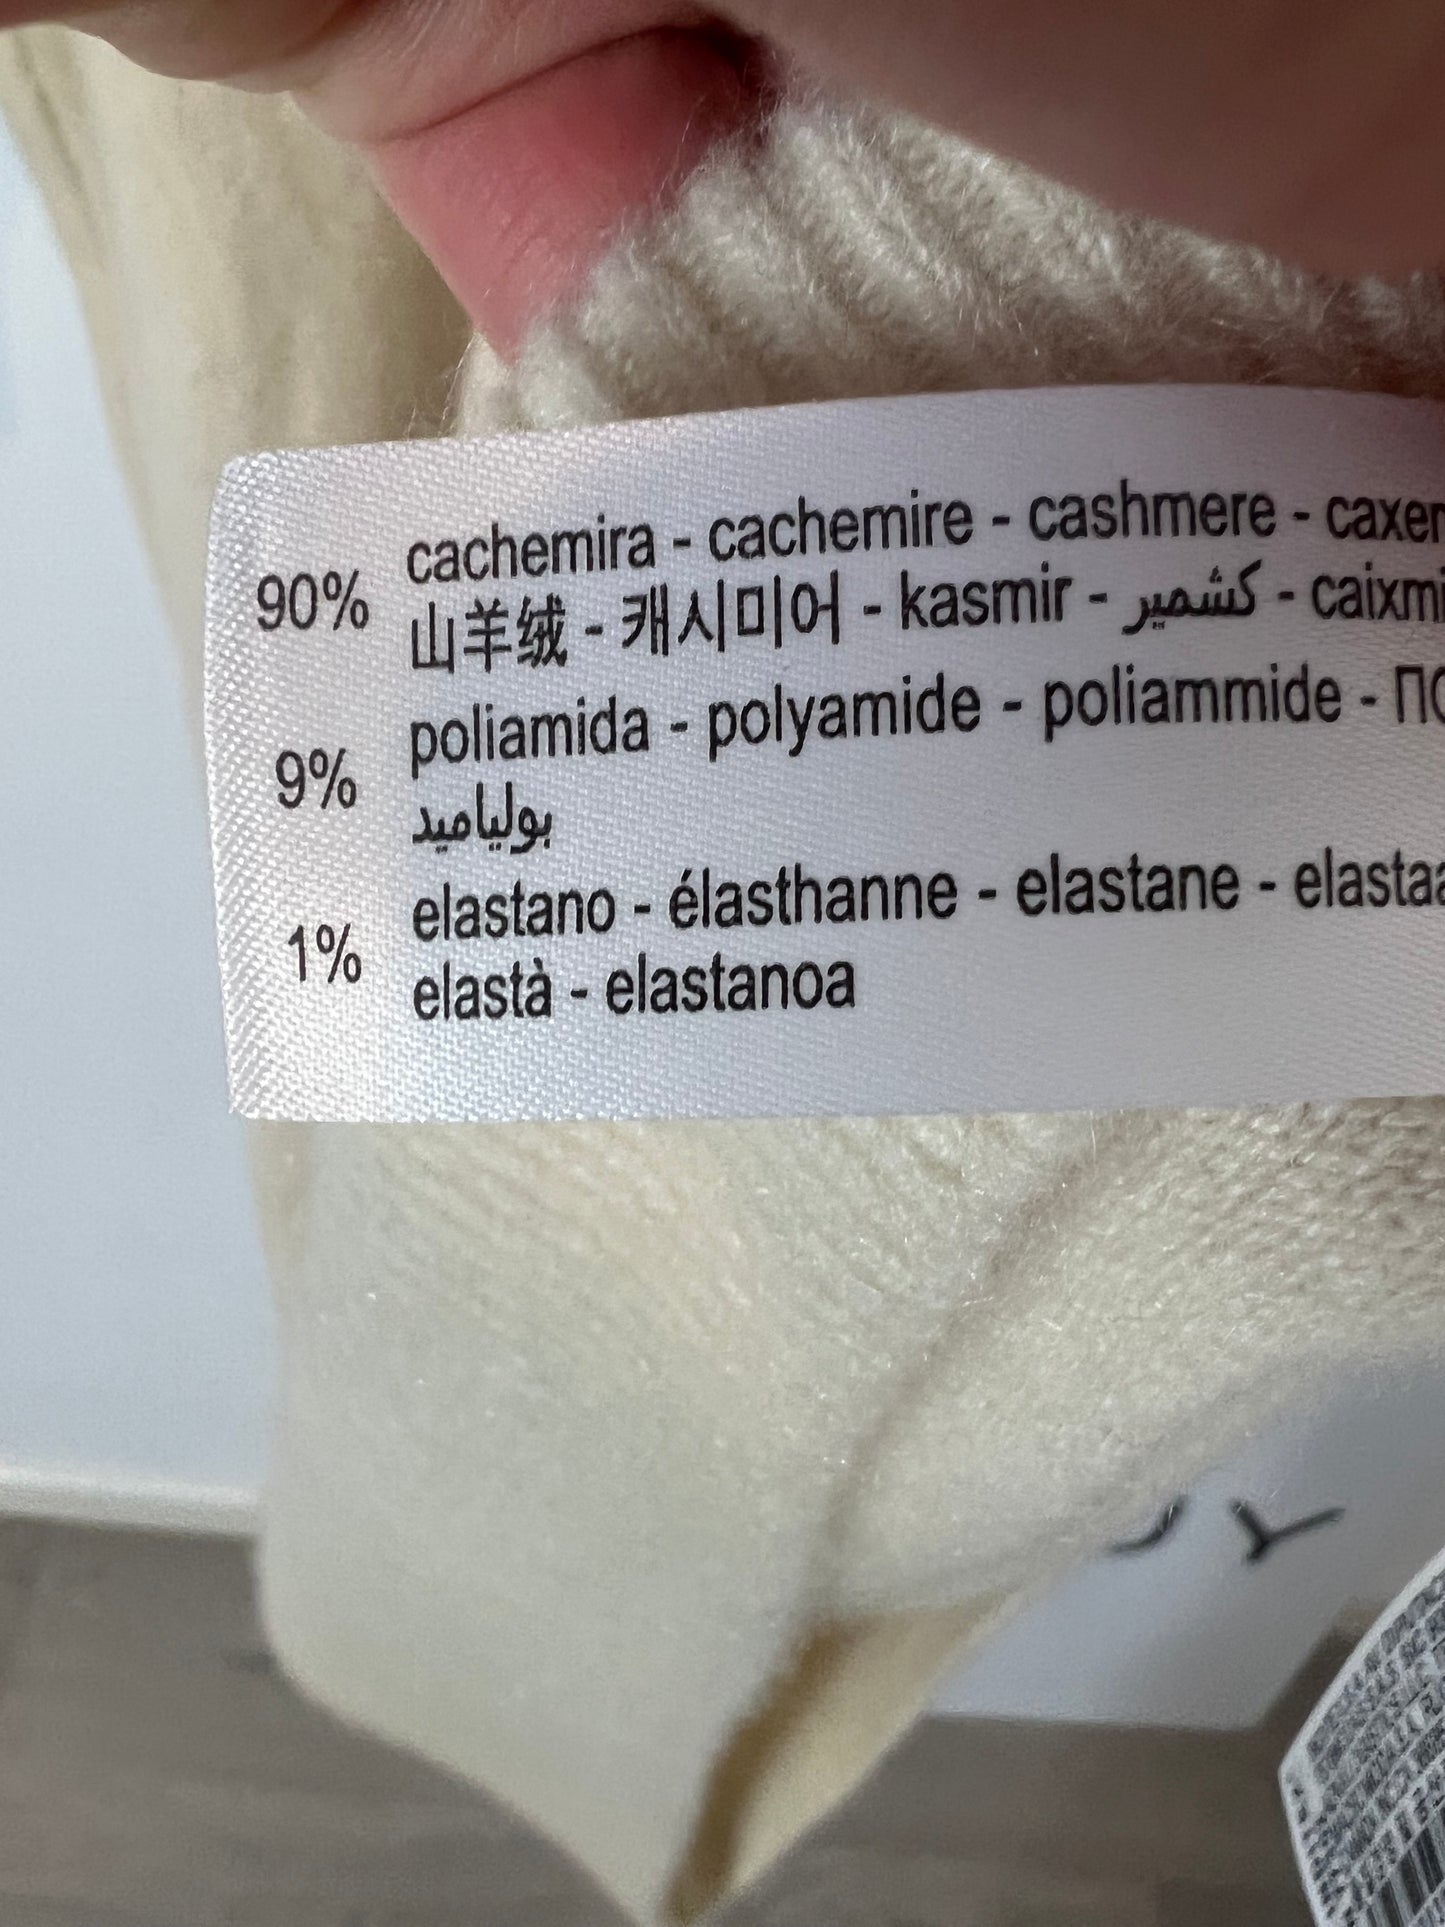 90% cachemira - cachemire - cashmere -
山羊绒 - 캐시미어 - kasmir - كشمير -
9% poliamida - polyamide - poliammide -
بولياميد
1% elastano - élasthanne - elastane -
elastà - elastanoa